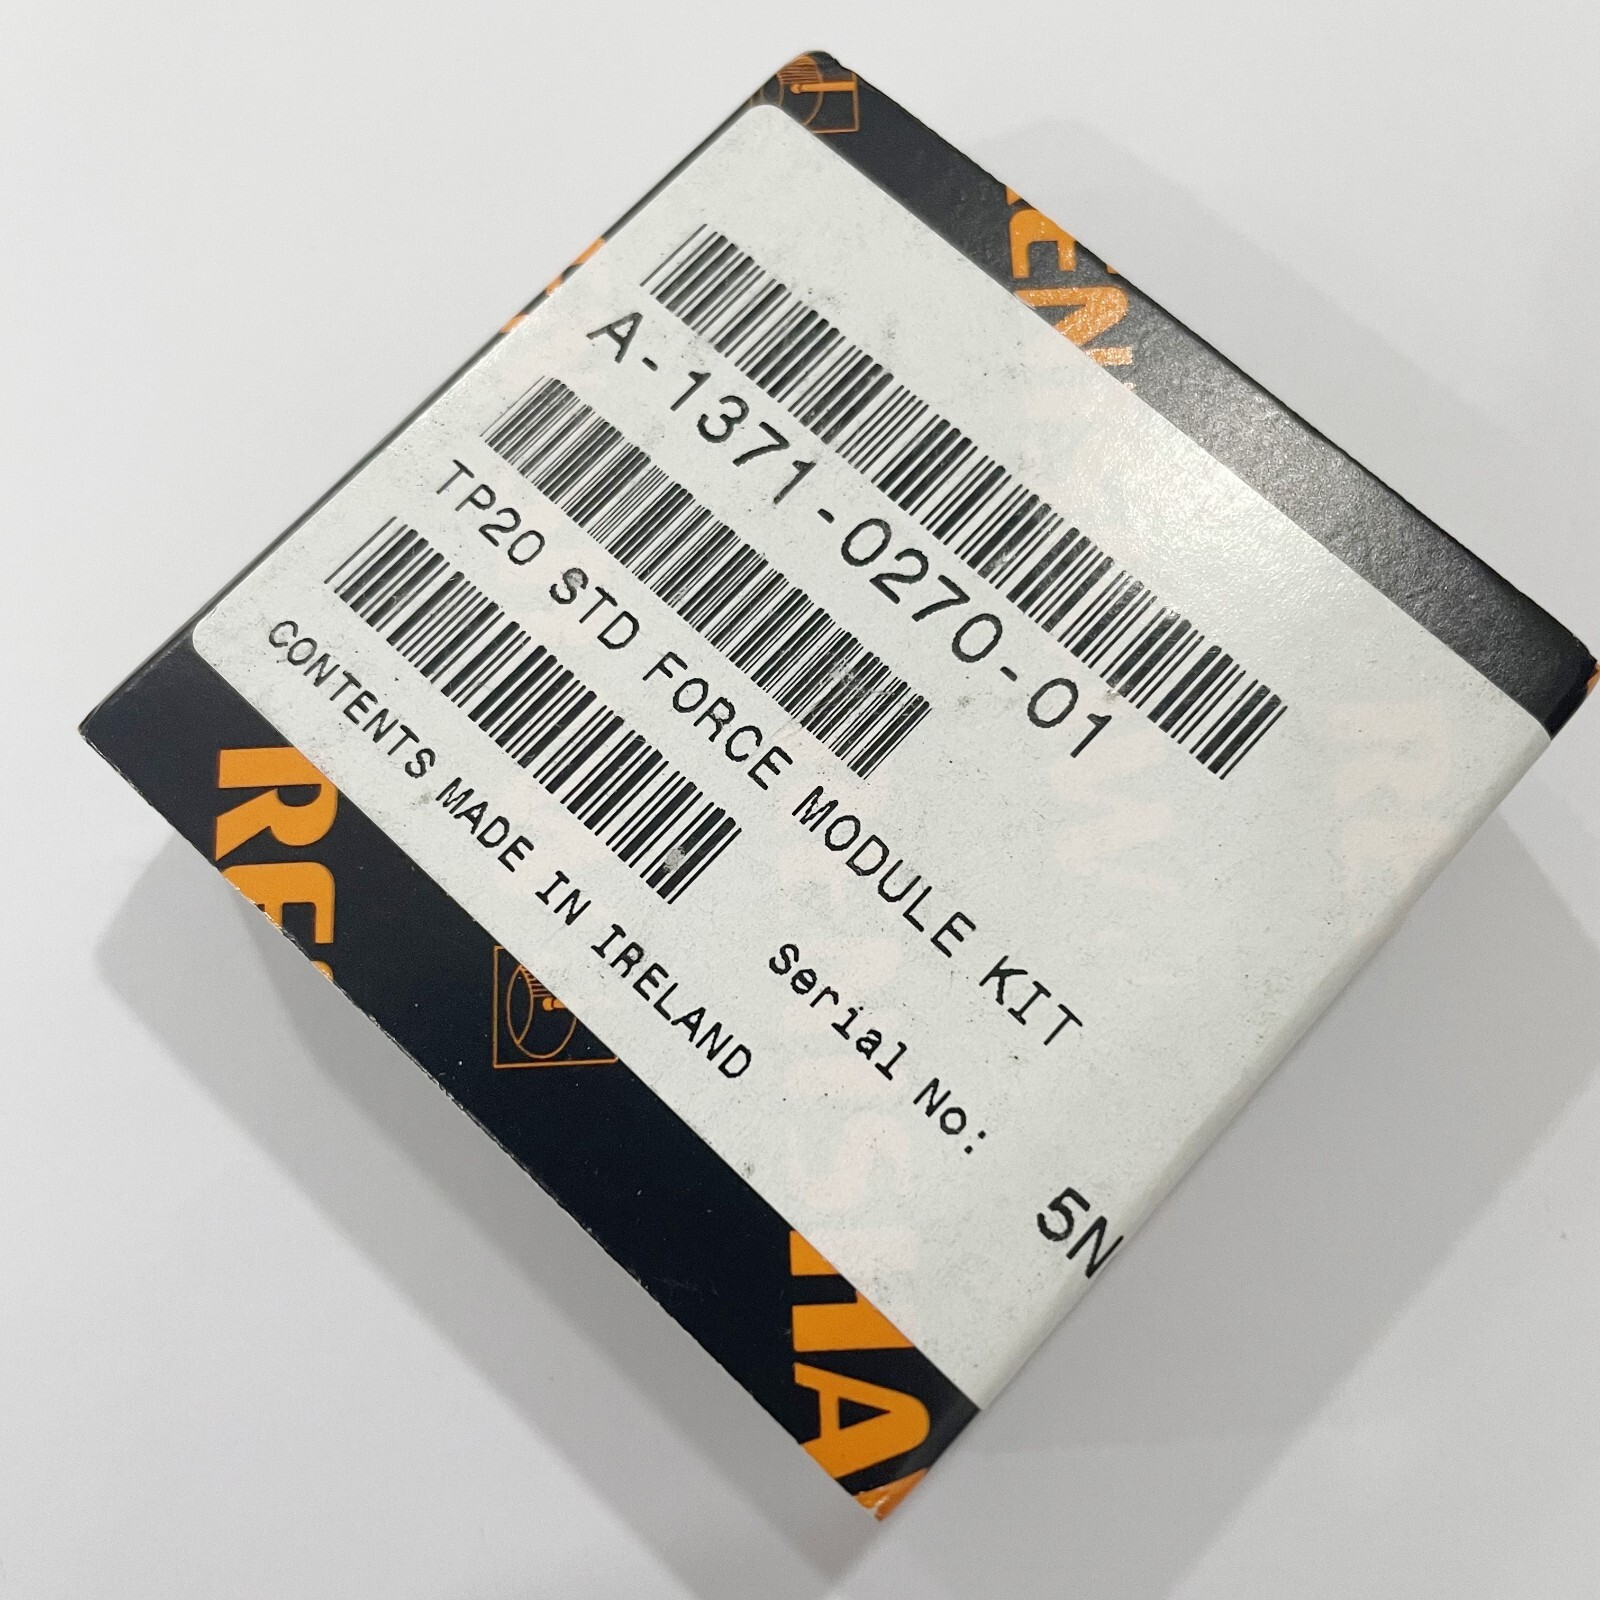 A-1371-0270-01
TP20 STD FORCE MODULE KIT
Serial No: 5N
CONTENTS MADE IN IRELAND